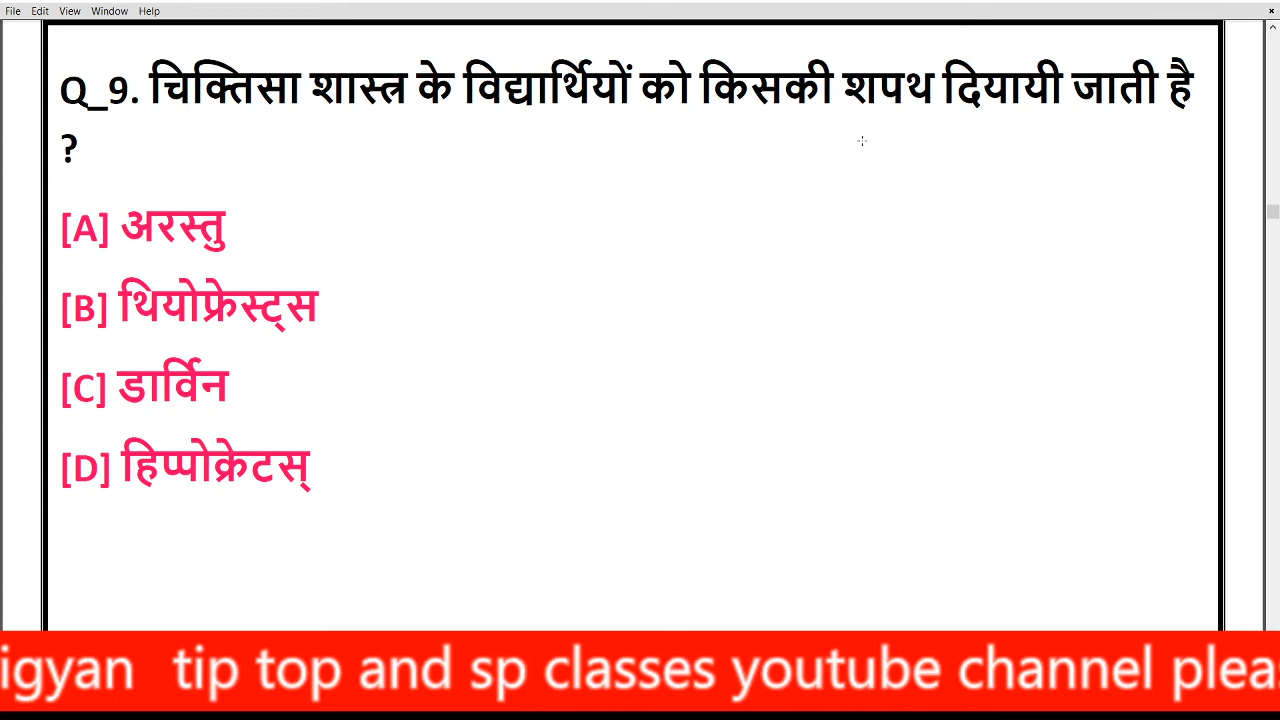 File Edit View Window Help
Q_9. चिक्तिसा शास्त्र के विद्यार्थियों को किसकी शपथ दियायी जाती है
?
[A] अरस्तु
[B] थियोफ्रेस्ट्स
[C] डार्विन
[D] हिप्पोक्रेटस्
igyan tip top and sp classes youtube channel plea